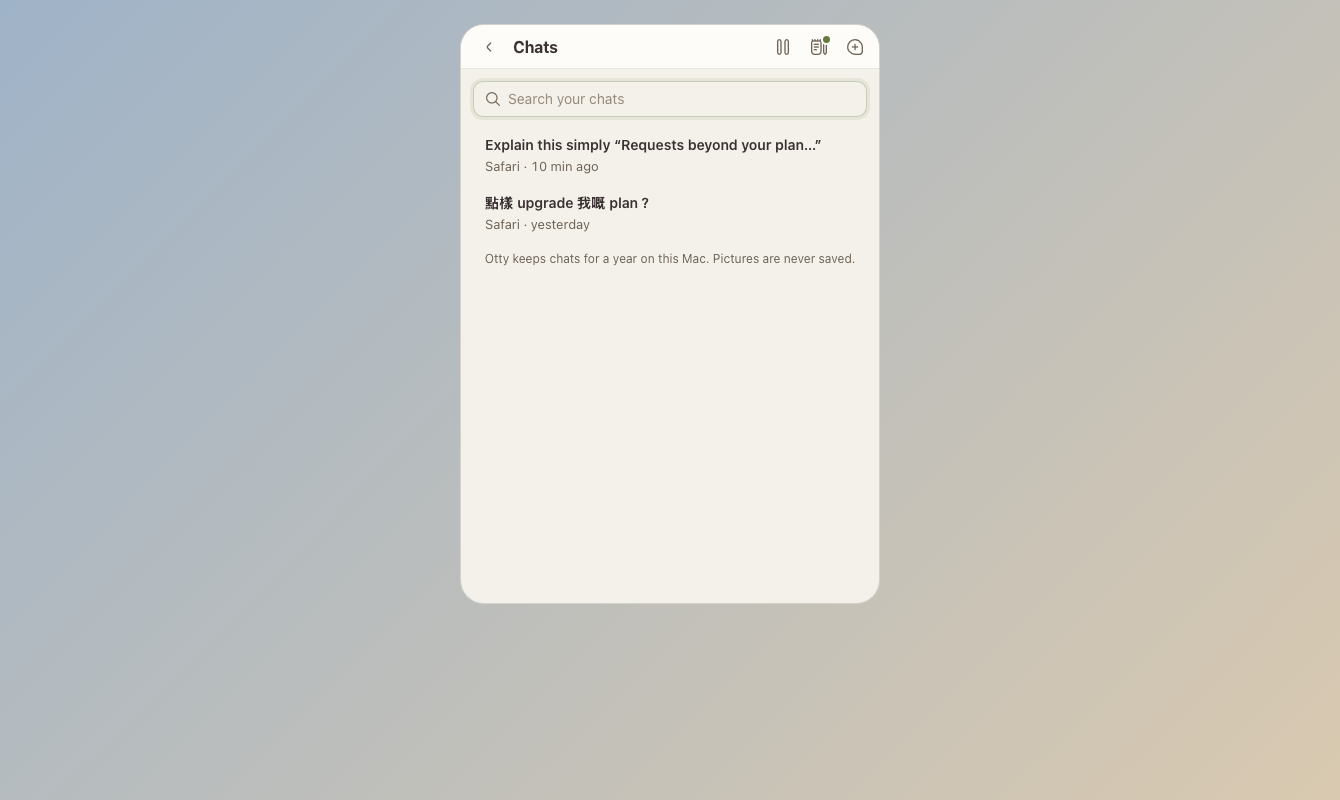 Chats
Search your chats
Explain this simply “Requests beyond your plan…”
Safari · 10 min ago
點樣 upgrade 我嘅 plan ?
Safari · yesterday
Otty keeps chats for a year on this Mac. Pictures are never saved.